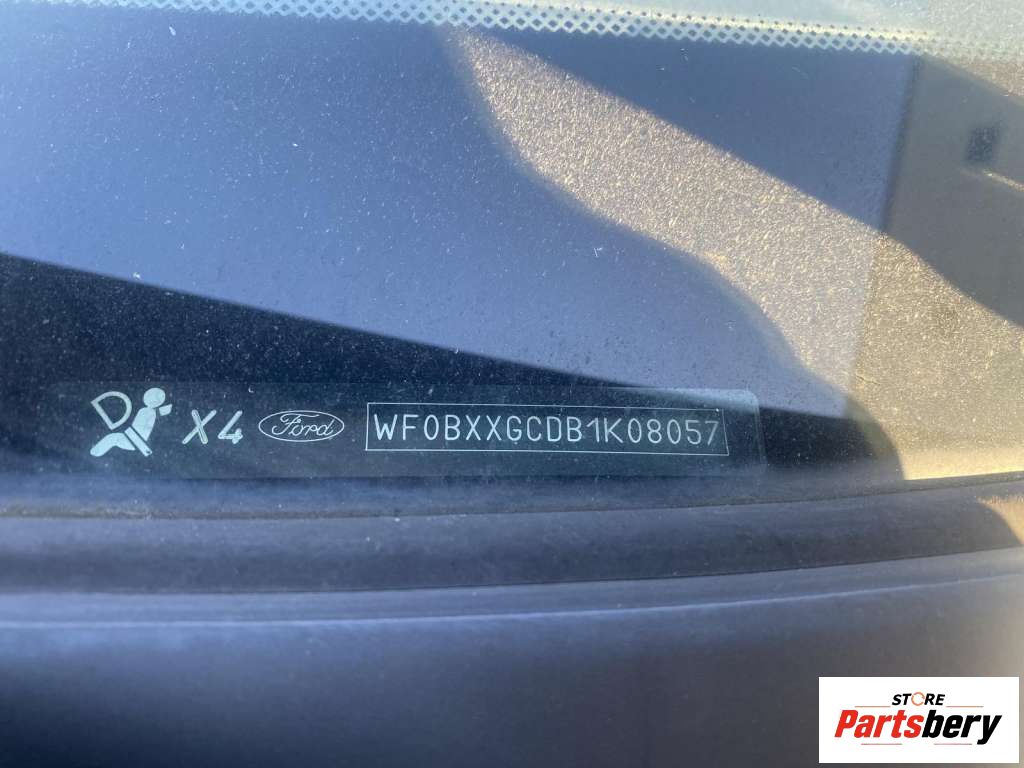 X4 Ford WF0BXXGCDB1K08057
STORE
Partsbery